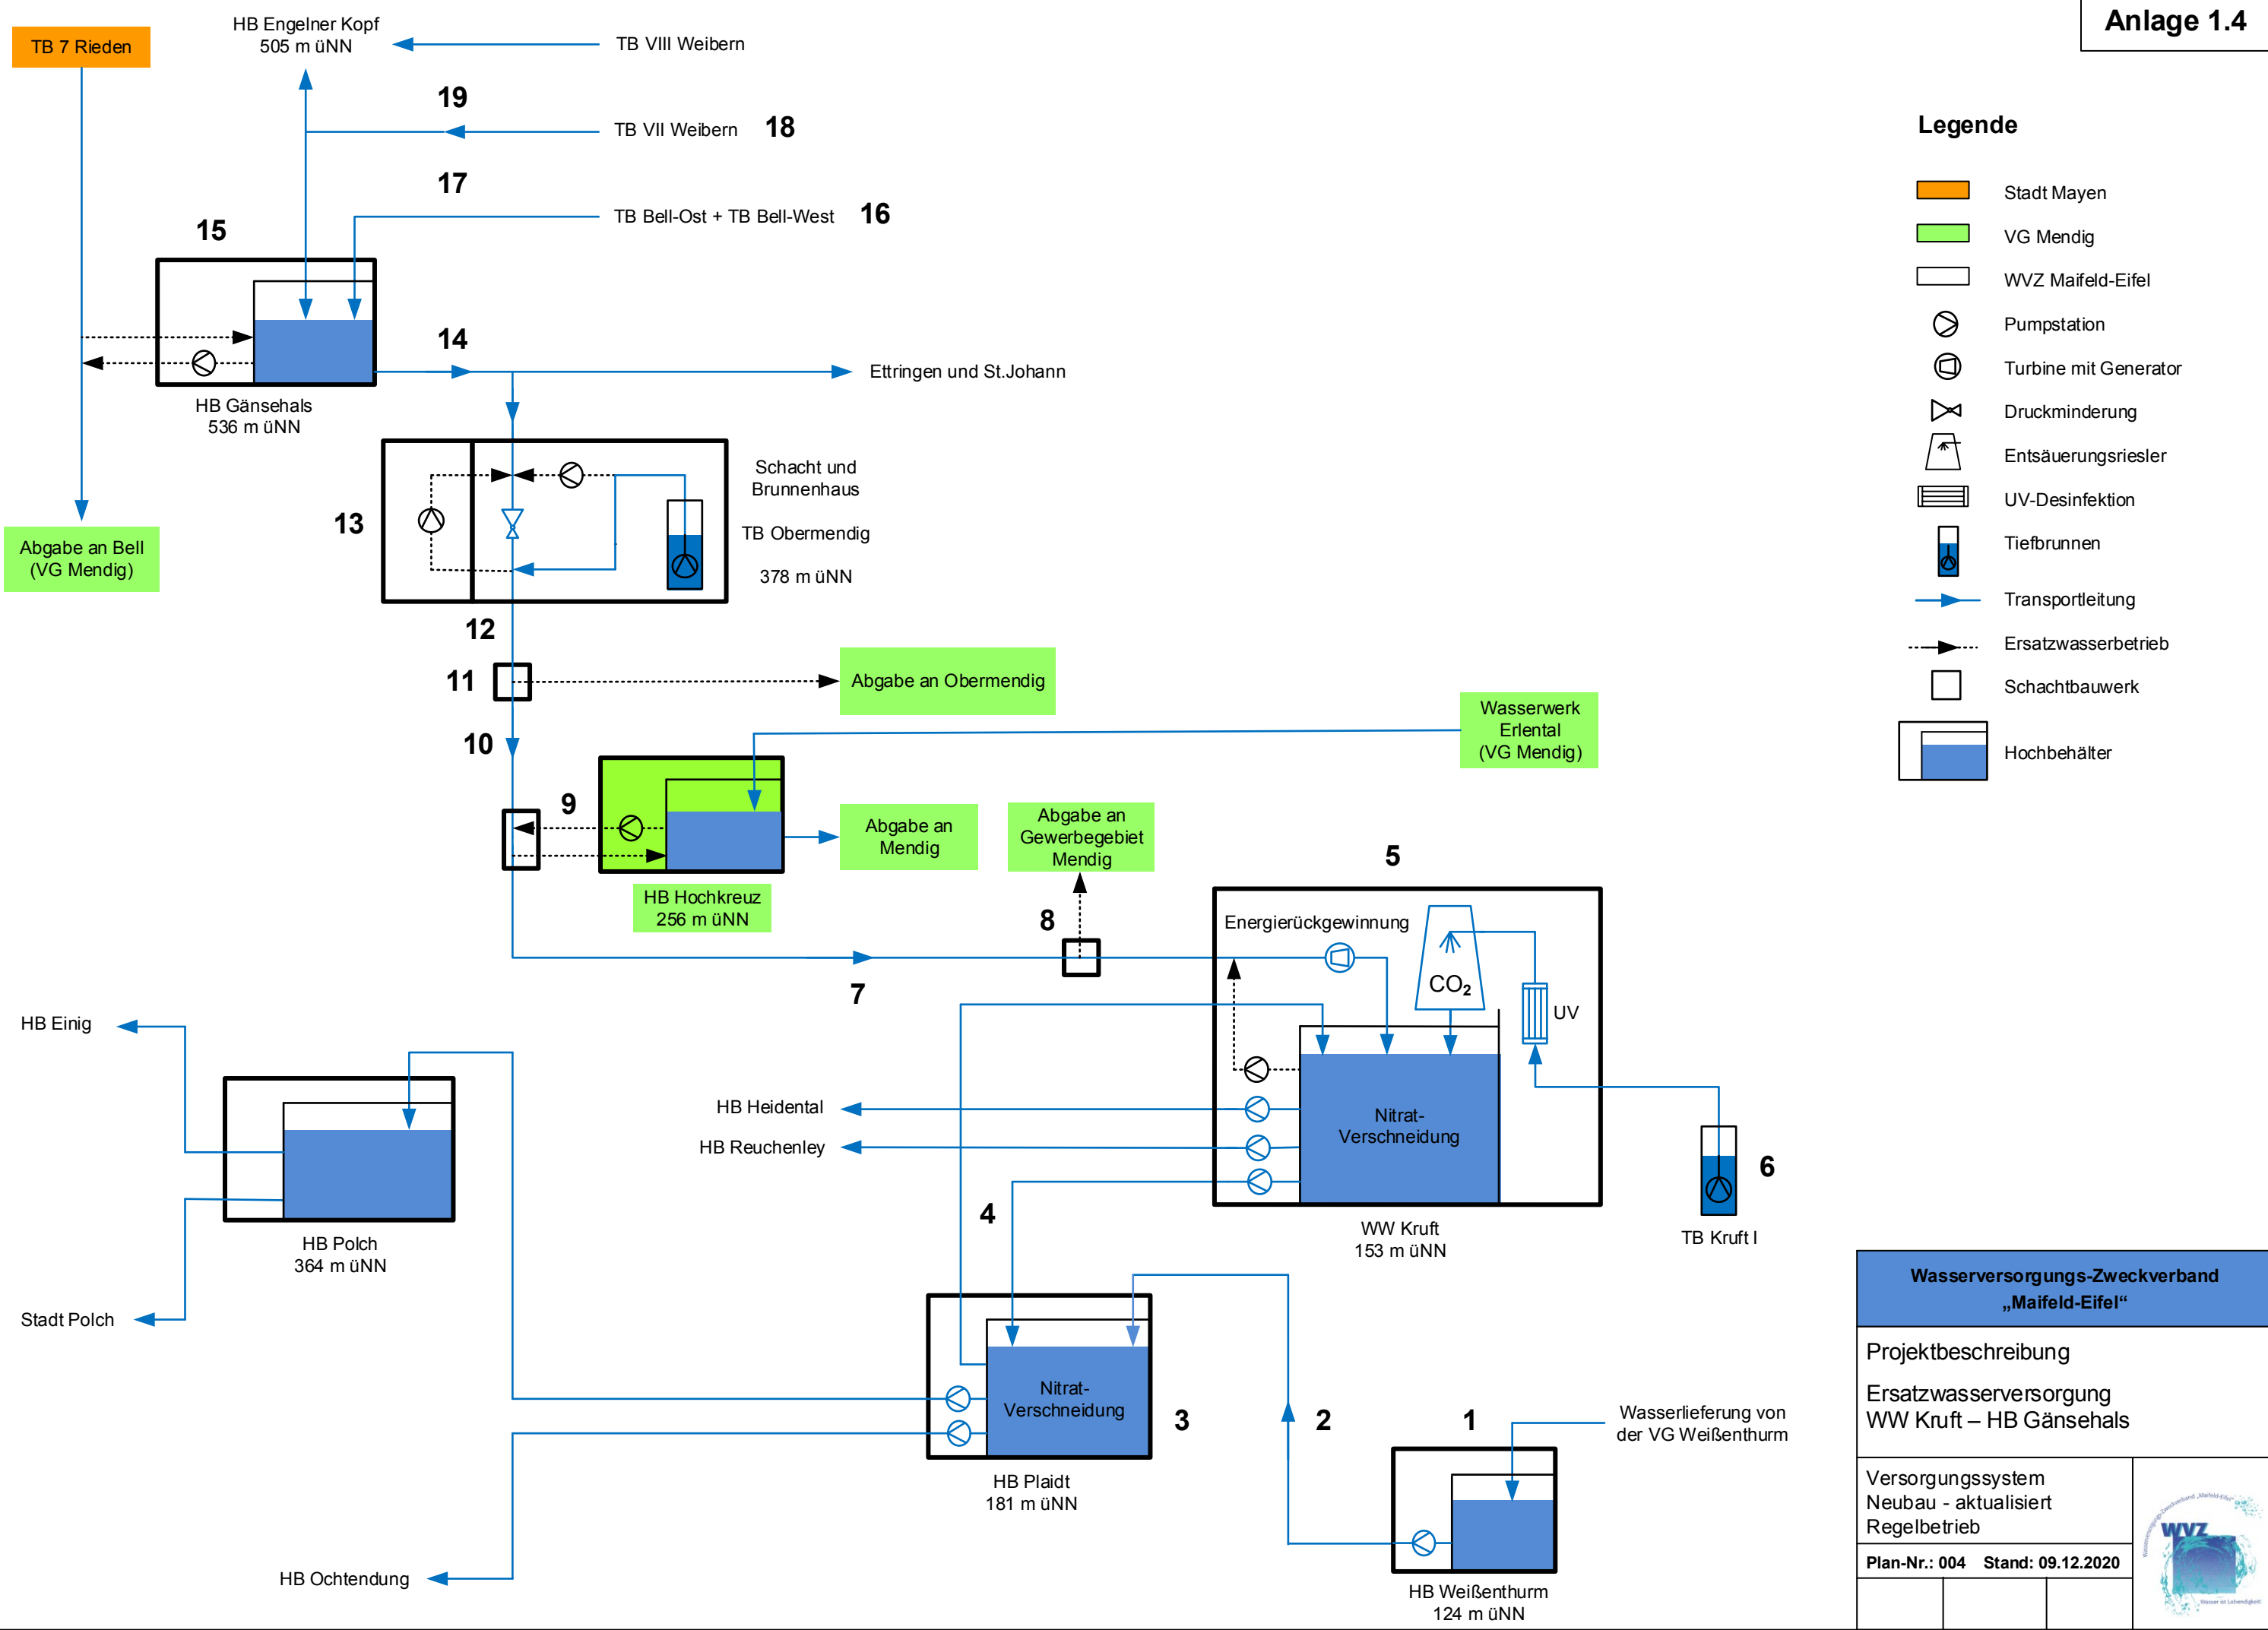 Anlage 1.4
TB 7 Rieden
HB Engelner Kopf
505 m üNN
TB VIII Weibern
19
TB VII Weibern
18
17
TB Bell-Ost + TB Bell-West
16
15
14
Ettringen und St.Johann
HB Gänsehals
536 m üNN
Abgabe an Bell
(VG Mendig)
13
Schacht und
Brunnenhaus
TB Obermendig
378 m üNN
12
11
Abgabe an Obermendig
10
Wasserwerk
Erlental
(VG Mendig)
9
Abgabe an
Mendig
HB Hochkreuz
256 m üNN
Abgabe an
Gewerbegebiet
Mendig
8
7
5
Energierückgewinnung
CO2
UV
Nitrat-
Verschneidung
WW Kruft
153 m üNN
6
TB Kruft I
HB Heidental
HB Reuchenley
4
HB Einig
HB Polch
364 m üNN
Stadt Polch
Nitrat-
Verschneidung
3
HB Plaidt
181 m üNN
HB Ochtendung
2
1
Wasserlieferung von
der VG Weißenthurm
HB Weißenthurm
124 m üNN
Legende
Stadt Mayen
VG Mendig
WVZ Maifeld-Eifel
Pumpstation
Turbine mit Generator
Druckminderung
Entsäuerungsriesler
UV-Desinfektion
Tiefbrunnen
Transportleitung
Ersatzwasserbetrieb
Schachtbauwerk
Hochbehälter
Wasserversorgungs-Zweckverband
„Maifeld-Eifel“
Projektbeschreibung
Ersatzwasserversorgung
WW Kruft – HB Gänsehals
Versorgungssystem
Neubau - aktualisiert
Regelbetrieb
Plan-Nr.: 004 Stand: 09.12.2020
Wasserversorgungs-Zweckverband „Maifeld-Eifel“
WVZ
Wasser ist Lebendigkeit!